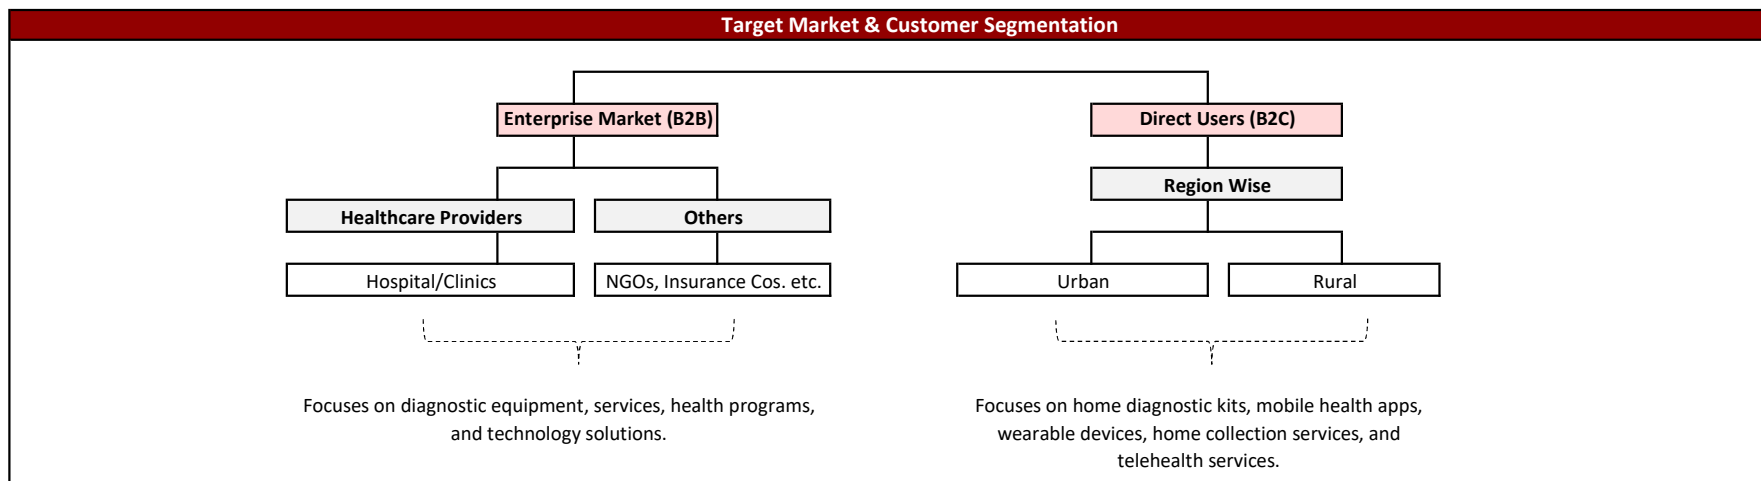 Target Market & Customer Segmentation
Enterprise Market (B2B)
Direct Users (B2C)
Region Wise
Healthcare Providers
Others
Hospital/Clinics
NGOs, Insurance Cos. etc.
Urban
Rural
Focuses on diagnostic equipment, services, health programs,
and technology solutions.
Focuses on home diagnostic kits, mobile health apps,
wearable devices, home collection services, and
telehealth services.